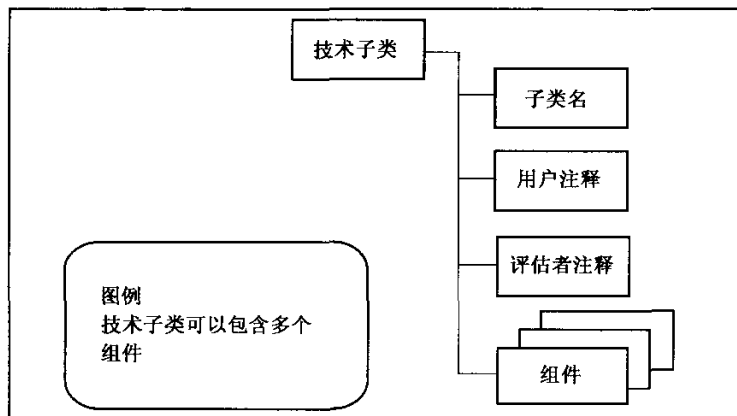 技术子类
子类名
用户注释
评估者注释
组件
图例
技术子类可以包含多个
组件